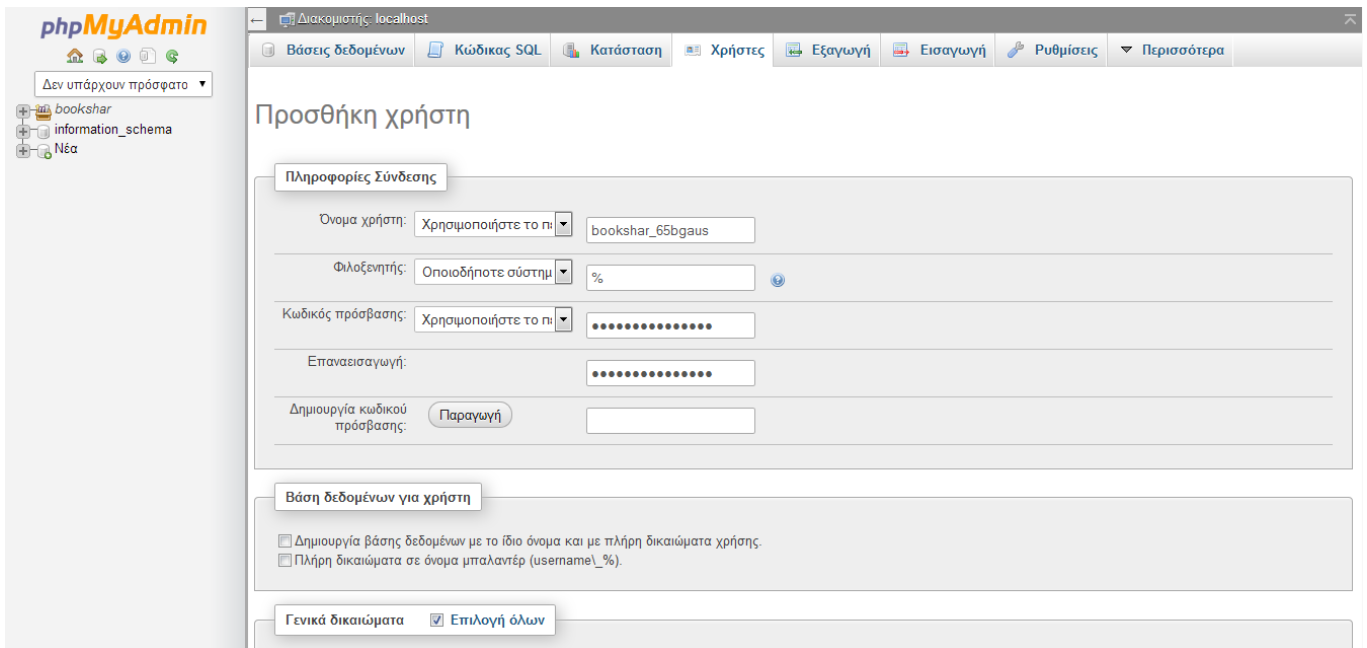 phpMyAdmin
Δεν υπάρχουν πρόσφατο
bookshar
information_schema
Νέα
Διακομιστής: localhost
Βάσεις δεδομένων Κώδικας SQL Κατάσταση Χρήστες Εξαγωγή Εισαγωγή Ρυθμίσεις Περισσότερα
Προσθήκη χρήστη
Πληροφορίες Σύνδεσης
Όνομα χρήστη: Χρησιμοποιήστε το πε bookshar_65bgaus
Φιλοξενητής: Οποιοδήποτε σύστημ %
Κωδικός πρόσβασης: Χρησιμοποιήστε το πε •••••••••••••••
Επαναεισαγωγή: •••••••••••••••
Δημιουργία κωδικού
πρόσβασης: Παραγωγή
Βάση δεδομένων για χρήστη
Δημιουργία βάσης δεδομένων με το ίδιο όνομα και με πλήρη δικαιώματα χρήσης.
Πλήρη δικαιώματα σε όνομα μπαλαντέρ (username\_%).
Γενικά δικαιώματα Επιλογή όλων